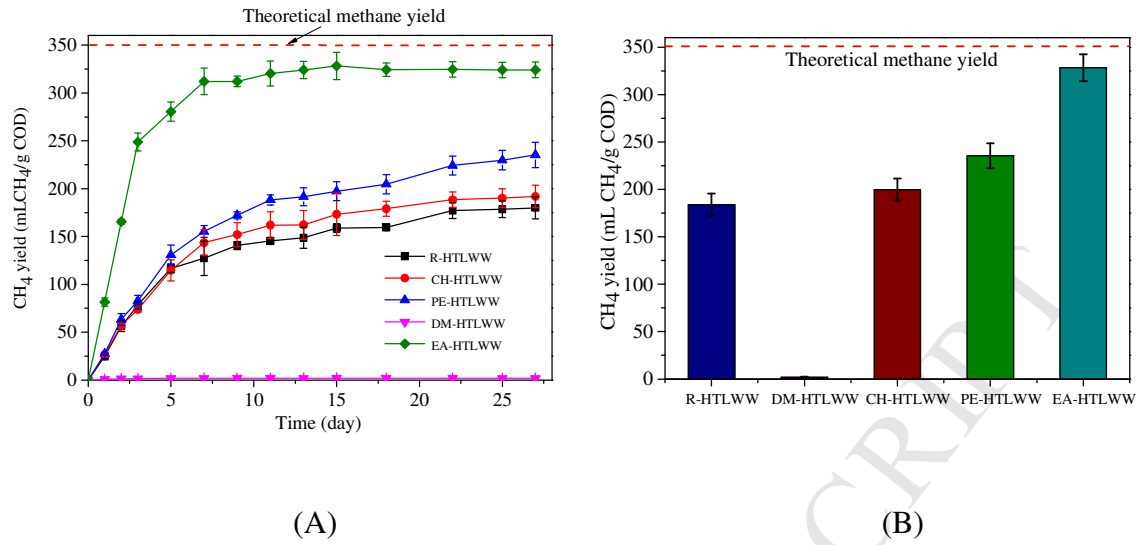 Theoretical methane yield
350
300
250
200
150
100
50
0
CH₄ yield (mLCH₄/g COD)
R-HTLWW
CH-HTLWW
PE-HTLWW
DM-HTLWW
EA-HTLWW
0 5 10 15 20 25
Time (day)
(A)
Theoretical methane yield
350
300
250
200
150
100
50
0
CH₄ yield (mL CH₄/g COD)
R-HTLWW DM-HTLWW CH-HTLWW PE-HTLWW EA-HTLWW
(B)
CRIPT